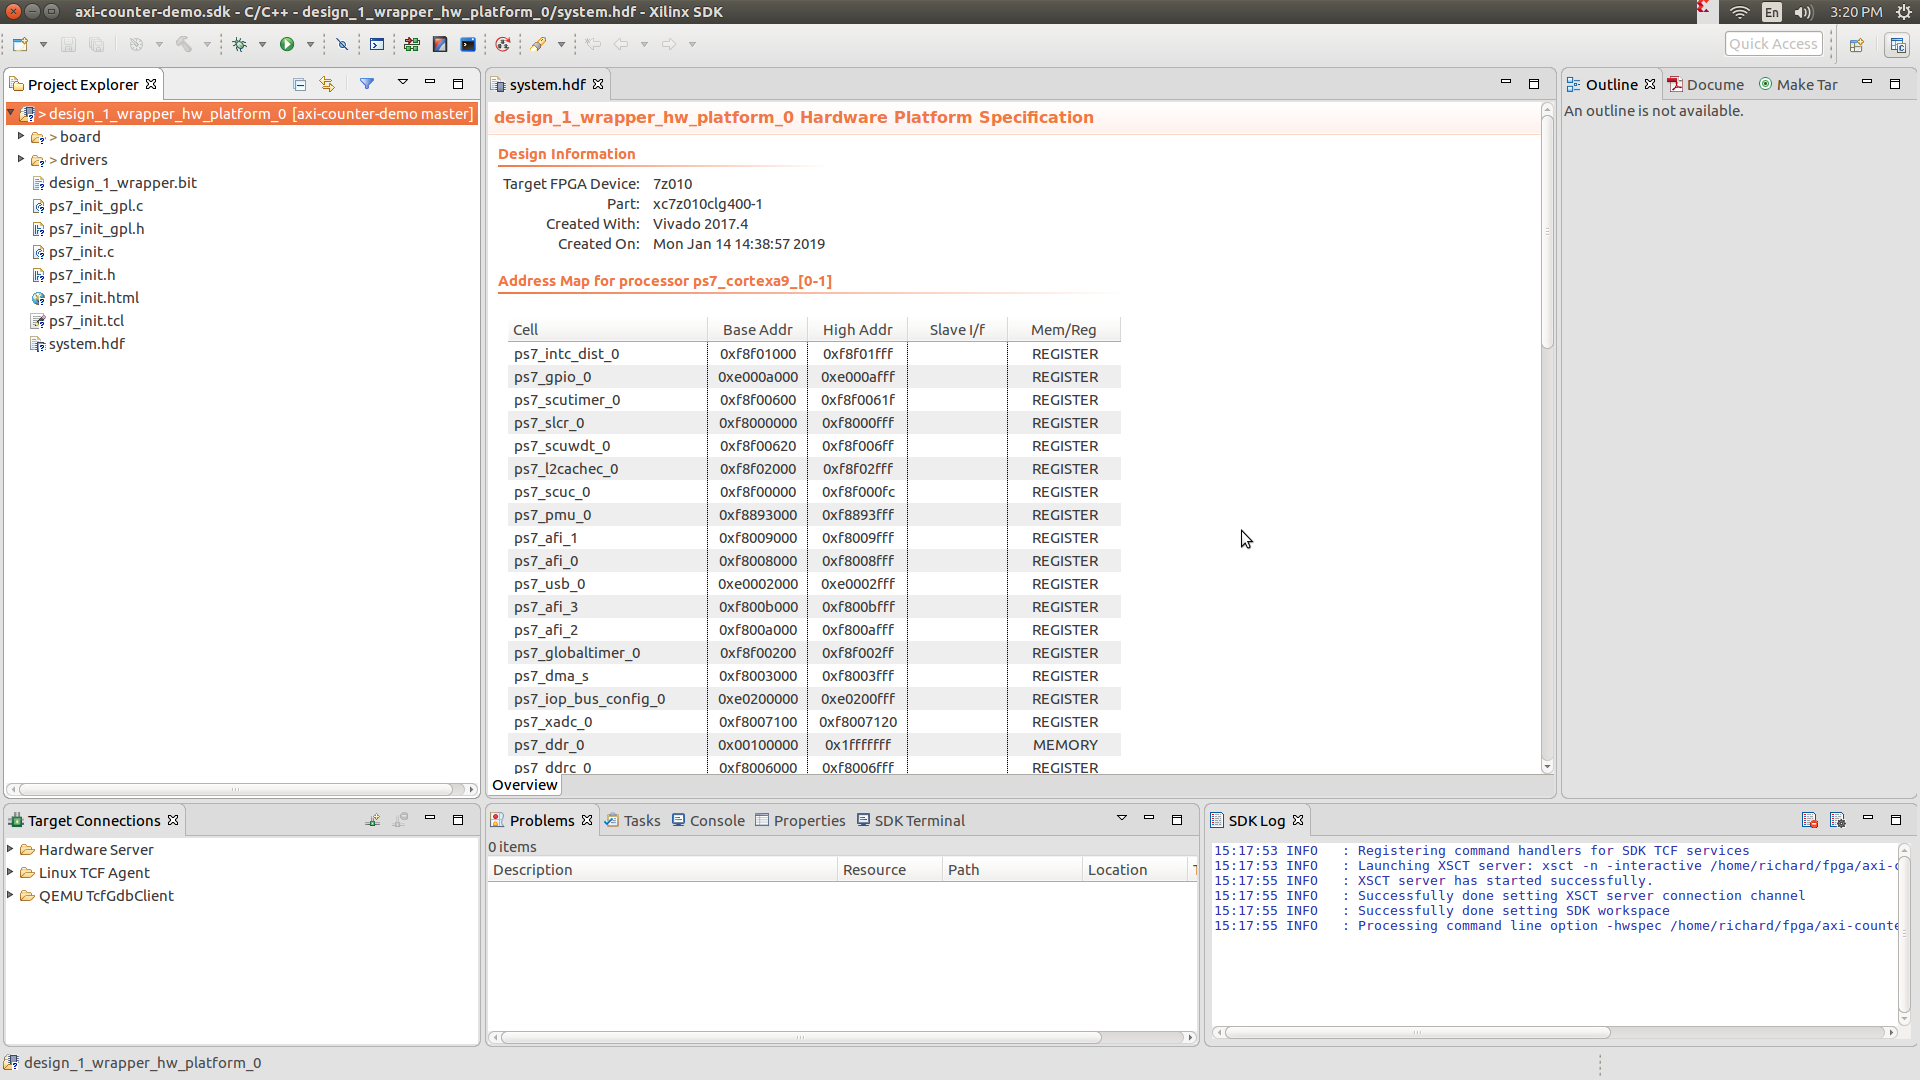 axi-counter-demo.sdk - C/C++ - design_1_wrapper_hw_platform_0/system.hdf - Xilinx SDK
En
3:20 PM
Quick Access
Project Explorer
> design_1_wrapper_hw_platform_0 [axi-counter-demo master]
> board
> drivers
design_1_wrapper.bit
ps7_init_gpl.c
ps7_init_gpl.h
ps7_init.c
ps7_init.h
ps7_init.html
ps7_init.tcl
system.hdf
system.hdf
design_1_wrapper_hw_platform_0 Hardware Platform Specification
Design Information
Target FPGA Device: 7z010
Part: xc7z010clg400-1
Created With: Vivado 2017.4
Created On: Mon Jan 14 14:38:57 2019
Address Map for processor ps7_cortexa9_[0-1]
Cell Base Addr High Addr Slave I/f Mem/Reg
ps7_intc_dist_0 0xf8f01000 0xf8f01fff REGISTER
ps7_gpio_0 0xe000a000 0xe000afff REGISTER
ps7_scutimer_0 0xf8f00600 0xf8f0061f REGISTER
ps7_slcr_0 0xf8000000 0xf8000fff REGISTER
ps7_scuwdt_0 0xf8f00620 0xf8f006ff REGISTER
ps7_l2cachec_0 0xf8f02000 0xf8f02fff REGISTER
ps7_scuc_0 0xf8f00000 0xf8f000fc REGISTER
ps7_pmu_0 0xf8893000 0xf8893fff REGISTER
ps7_afi_1 0xf8009000 0xf8009fff REGISTER
ps7_afi_0 0xf8008000 0xf8008fff REGISTER
ps7_usb_0 0xe0002000 0xe0002fff REGISTER
ps7_afi_3 0xf800b000 0xf800bfff REGISTER
ps7_afi_2 0xf800a000 0xf800afff REGISTER
ps7_globaltimer_0 0xf8f00200 0xf8f002ff REGISTER
ps7_dma_s 0xf8003000 0xf8003fff REGISTER
ps7_iop_bus_config_0 0xe0200000 0xe0200fff REGISTER
ps7_xadc_0 0xf8007100 0xf8007120 REGISTER
ps7_ddr_0 0x00100000 0x1fffffff MEMORY
ps7_ddrc_0 0xf8006000 0xf8006fff REGISTER
Overview
Outline Docume Make Tar
An outline is not available.
Target Connections
Hardware Server
Linux TCF Agent
QEMU TcfGdbClient
Problems Tasks Console Properties SDK Terminal
0 items
Description Resource Path Location T
SDK Log
15:17:53 INFO : Registering command handlers for SDK TCF services
15:17:53 INFO : Launching XSCT server: xsct -n -interactive /home/richard/fpga/axi-c
15:17:55 INFO : XSCT server has started successfully.
15:17:55 INFO : Successfully done setting XSCT server connection channel
15:17:55 INFO : Successfully done setting SDK workspace
15:17:55 INFO : Processing command line option -hwspec /home/richard/fpga/axi-counte
design_1_wrapper_hw_platform_0